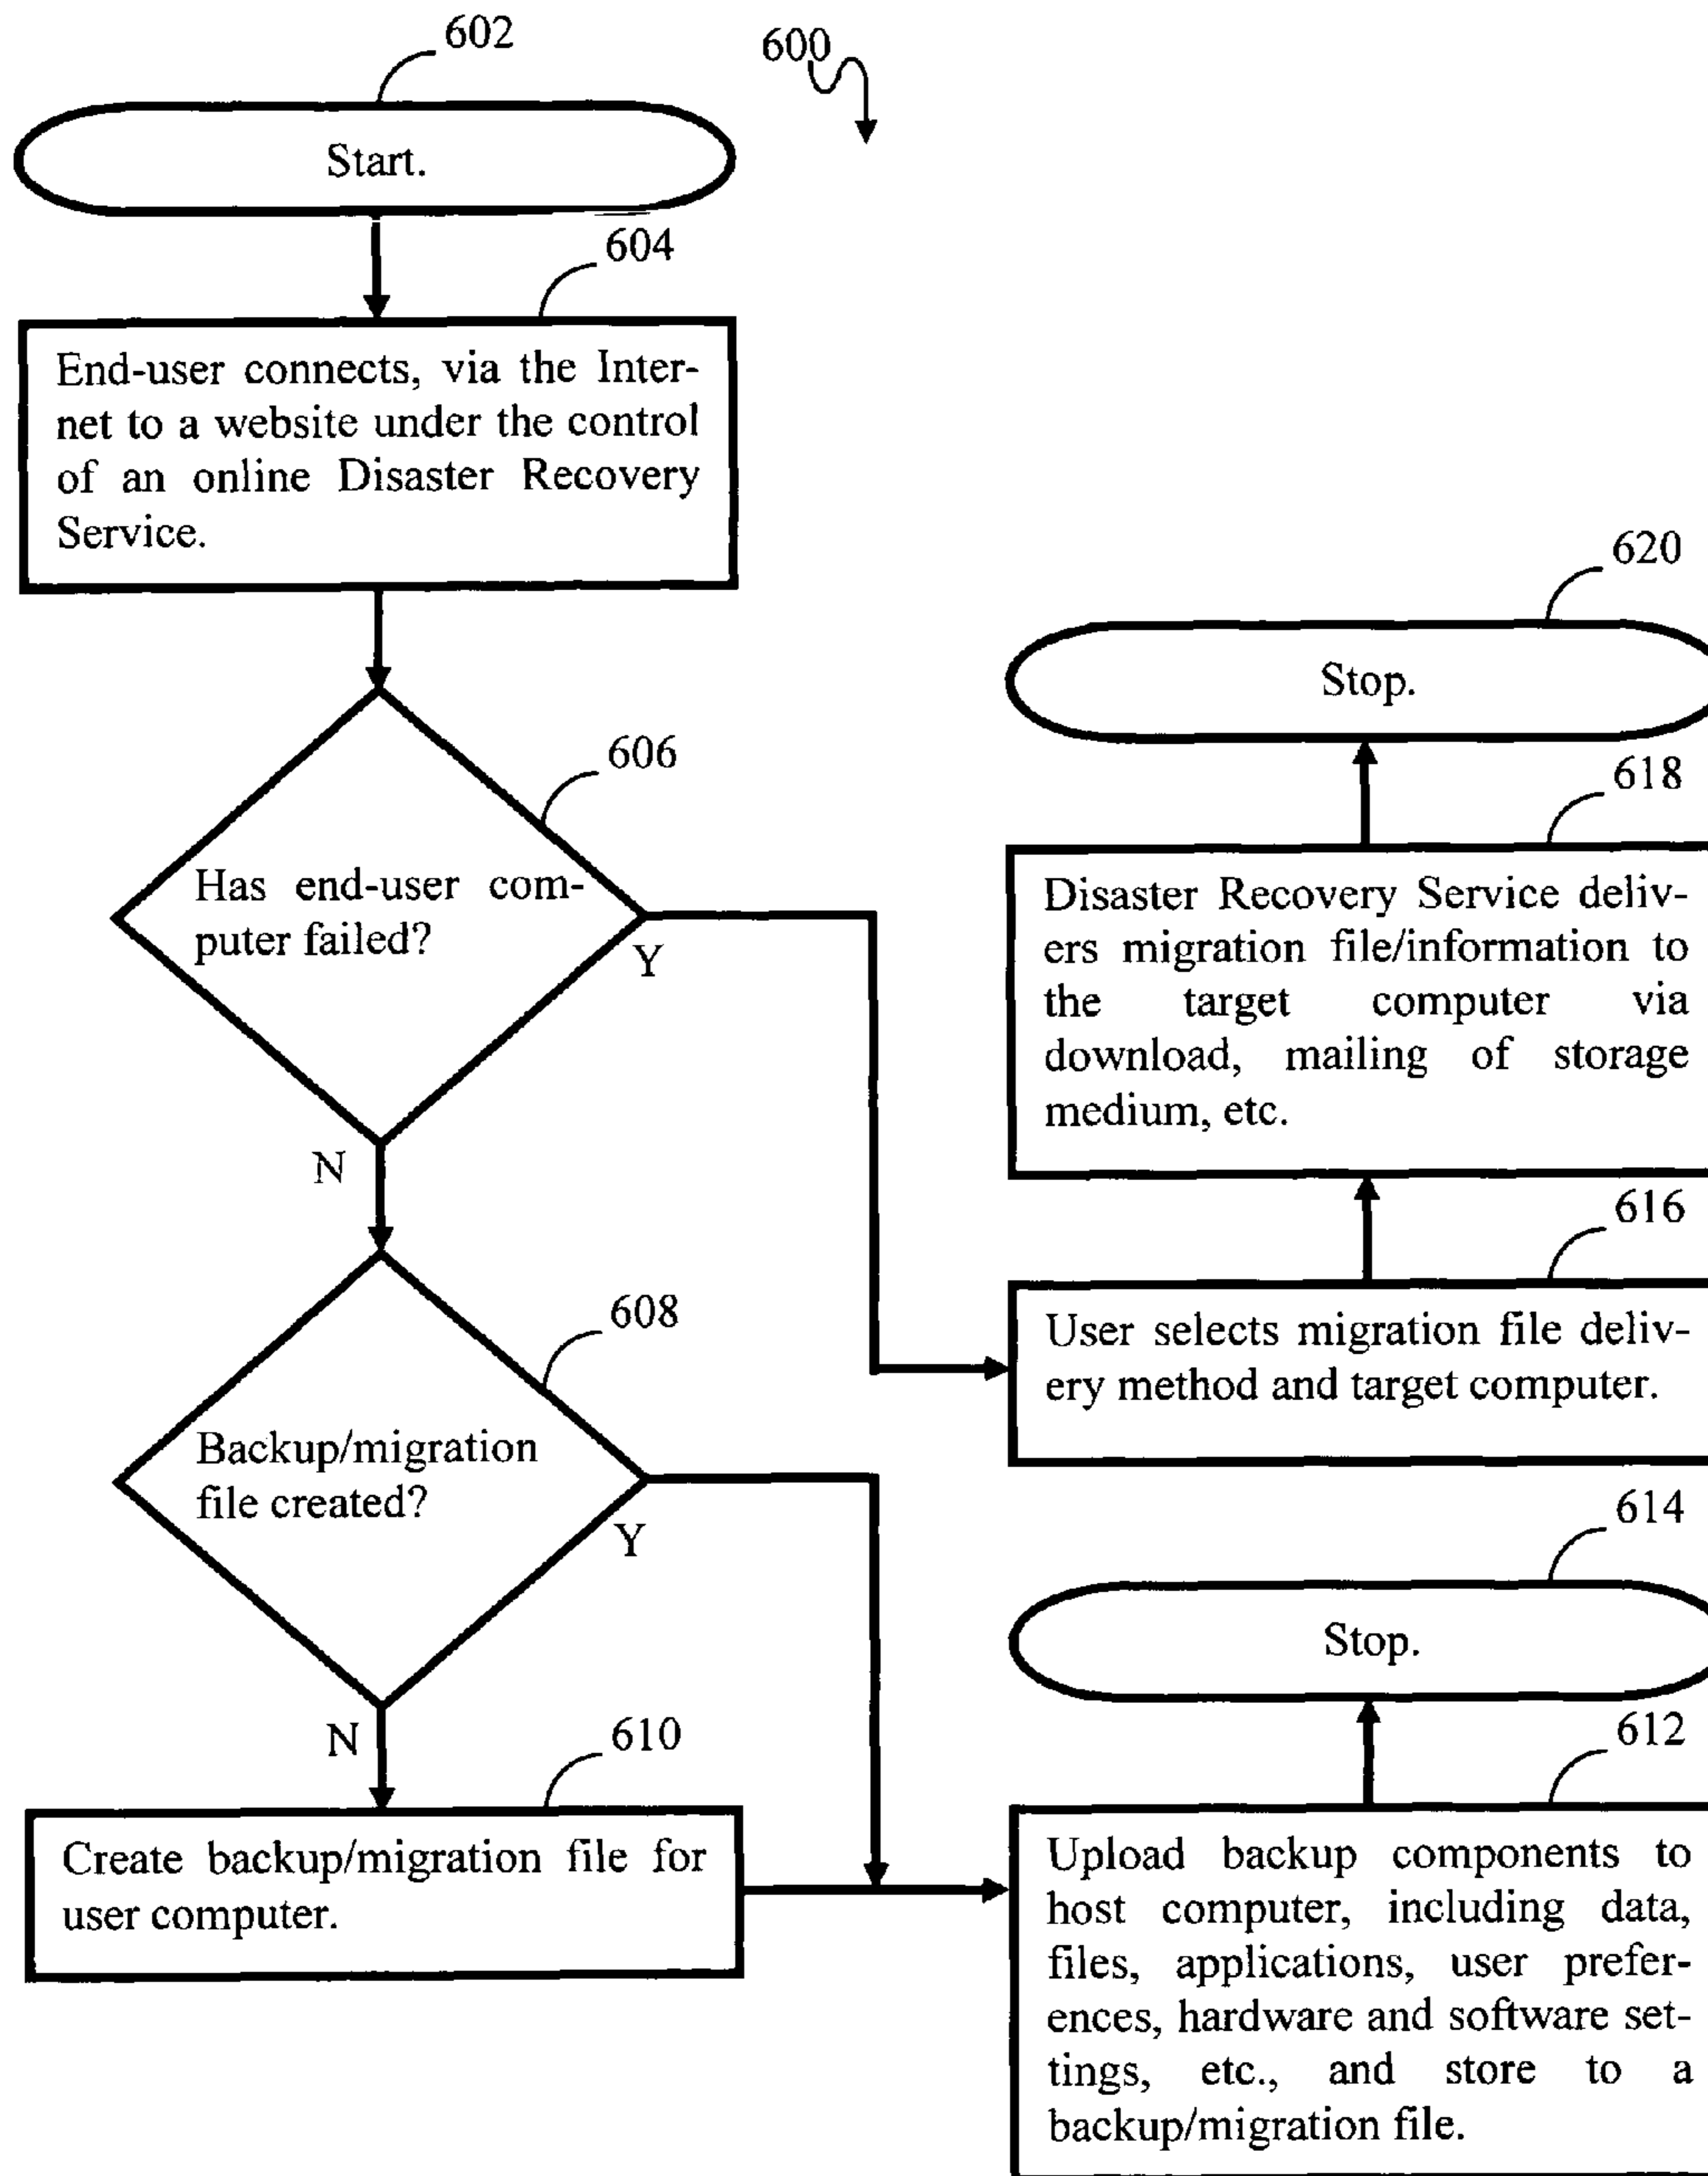 602
600
Start.
604
End-user connects, via the Inter-
net to a website under the control
of an online Disaster Recovery
Service.
606
Has end-user com-
puter failed?
Y
N
608
Backup/migration
file created?
Y
N
610
Create backup/migration file for
user computer.
620
Stop.
618
Disaster Recovery Service deliv-
ers migration file/information to
the target computer via
download, mailing of storage
medium, etc.
616
User selects migration file deliv-
ery method and target computer.
614
Stop.
612
Upload backup components to
host computer, including data,
files, applications, user prefer-
ences, hardware and software set-
tings, etc., and store to a
backup/migration file.